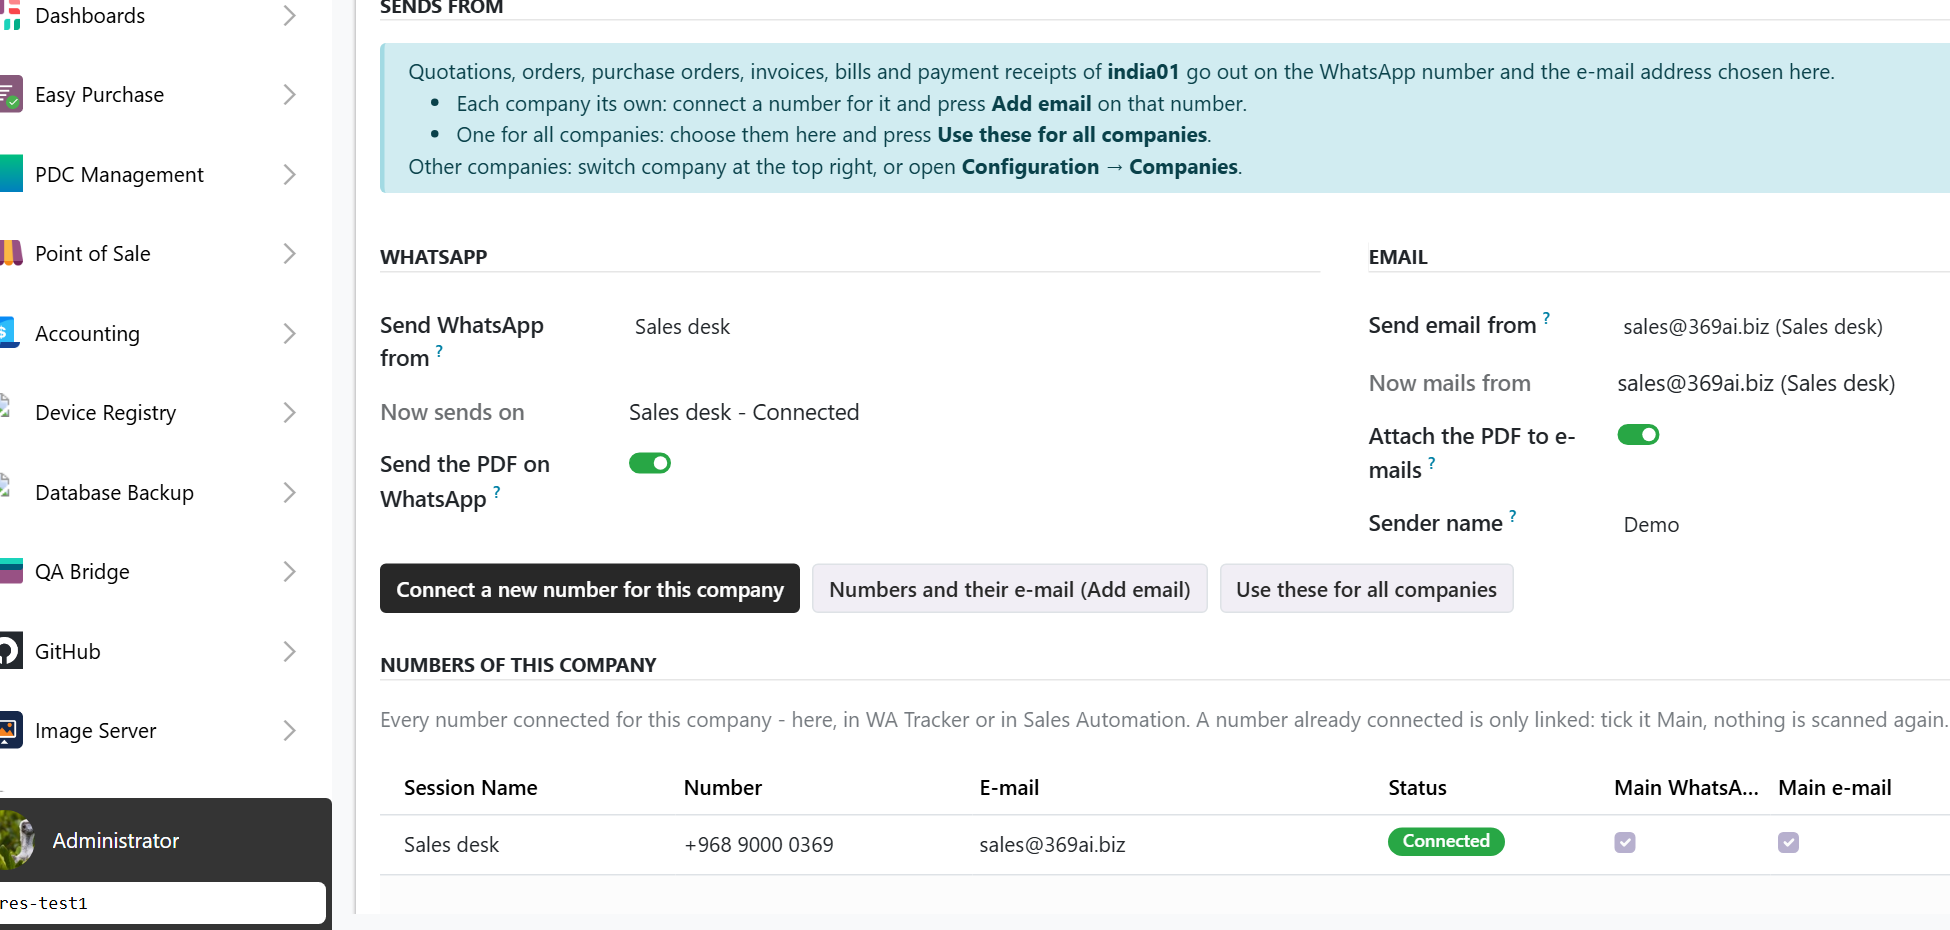 Dashboards
Easy Purchase
PDC Management
Point of Sale
Accounting
Device Registry
Database Backup
QA Bridge
GitHub
Image Server
Administrator
res-test1
SENDS FROM
Quotations, orders, purchase orders, invoices, bills and payment receipts of india01 go out on the WhatsApp number and the e-mail address chosen here.
• Each company its own: connect a number for it and press Add email on that number.
• One for all companies: choose them here and press Use these for all companies.
Other companies: switch company at the top right, or open Configuration → Companies.
WHATSAPP
Send WhatsApp from ? Sales desk
Now sends on Sales desk - Connected
Send the PDF on WhatsApp ?
EMAIL
Send email from ? sales@369ai.biz (Sales desk)
Now mails from sales@369ai.biz (Sales desk)
Attach the PDF to e-mails ?
Sender name ? Demo
Connect a new number for this company
Numbers and their e-mail (Add email)
Use these for all companies
NUMBERS OF THIS COMPANY
Every number connected for this company - here, in WA Tracker or in Sales Automation. A number already connected is only linked: tick it Main, nothing is scanned again.
Session Name Number E-mail Status Main WhatsA... Main e-mail
Sales desk +968 9000 0369 sales@369ai.biz Connected